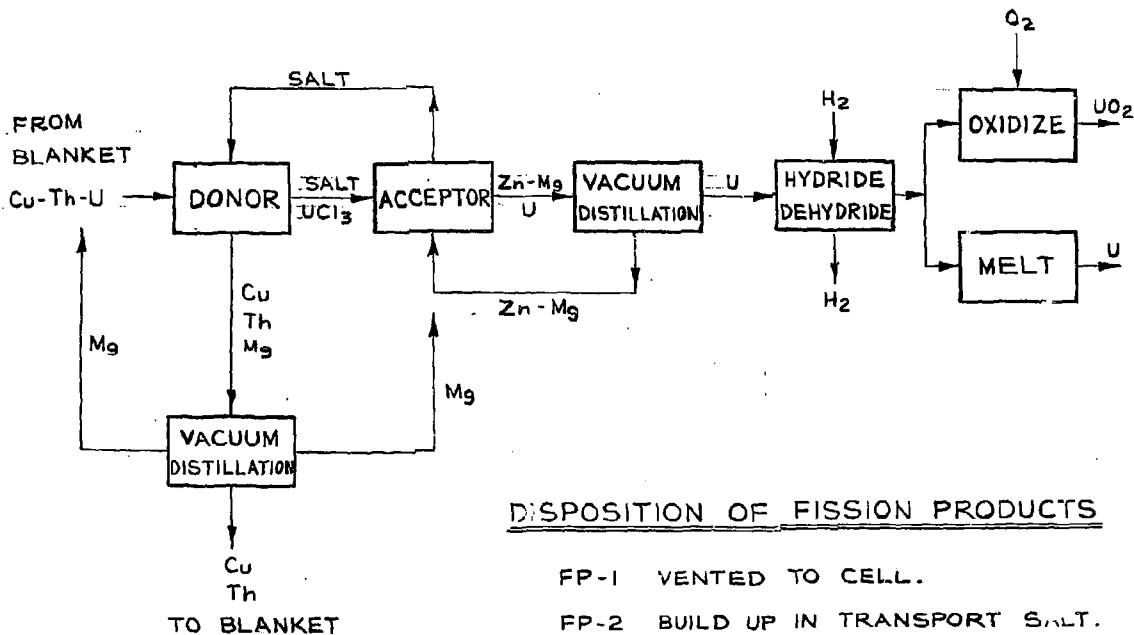 O2
SALT
H2
OXIDIZE
UO2
FROM
BLANKET
Cu-Th-U
DONOR
SALT
UCl3
ACCEPTOR
Zn-Mg
U
VACUUM
DISTILLATION
U
HYDRIDE
DEHYDRIDE
MELT
U
H2
Zn-Mg
Cu
Th
Mg
Mg
Mg
VACUUM
DISTILLATION
Cu
Th
TO BLANKET
DISPOSITION OF FISSION PRODUCTS
FP-1 VENTED TO CELL.
FP-2 BUILD UP IN TRANSPORT SALT.